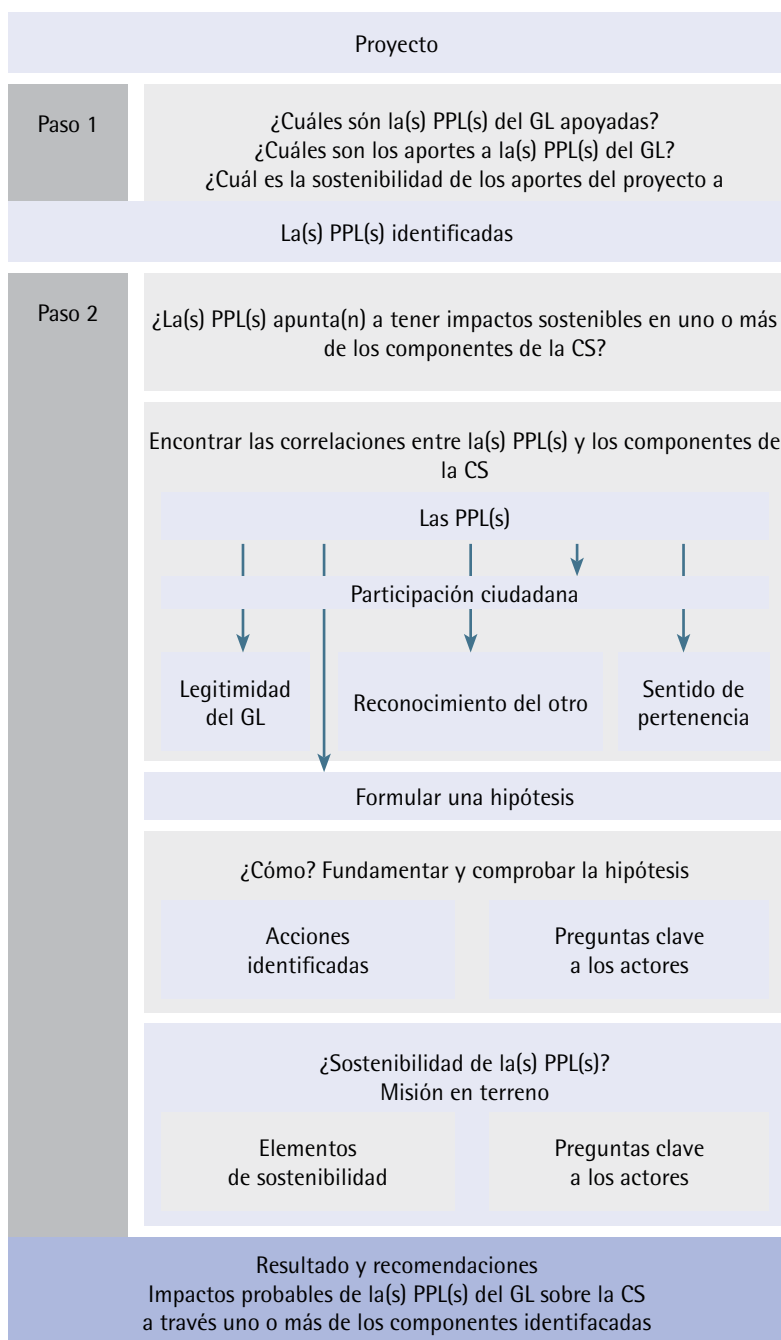 Proyecto
Paso 1
¿Cuáles són la(s) PPL(s) del GL apoyadas?
¿Cuáles son los aportes a la(s) PPL(s) del GL?
¿Cuál es la sostenibilidad de los aportes del proyecto a
La(s) PPL(s) identificadas
Paso 2
¿La(s) PPL(s) apunta(n) a tener impactos sostenibles en uno o más
de los componentes de la CS?
Encontrar las correlaciones entre la(s) PPL(s) y los componentes de
la CS
Las PPL(s)
Participación ciudadana
Legitimidad
del GL
Reconocimiento del otro
Sentido de
pertenencia
Formular una hipótesis
¿Cómo? Fundamentar y comprobar la hipótesis
Acciones
identificadas
Preguntas clave
a los actores
¿Sostenibilidad de la(s) PPL(s)?
Misión en terreno
Elementos
de sostenibilidad
Preguntas clave
a los actores
Resultado y recomendaciones
Impactos probables de la(s) PPL(s) del GL sobre la CS
a través uno o más de los componentes identifacadas